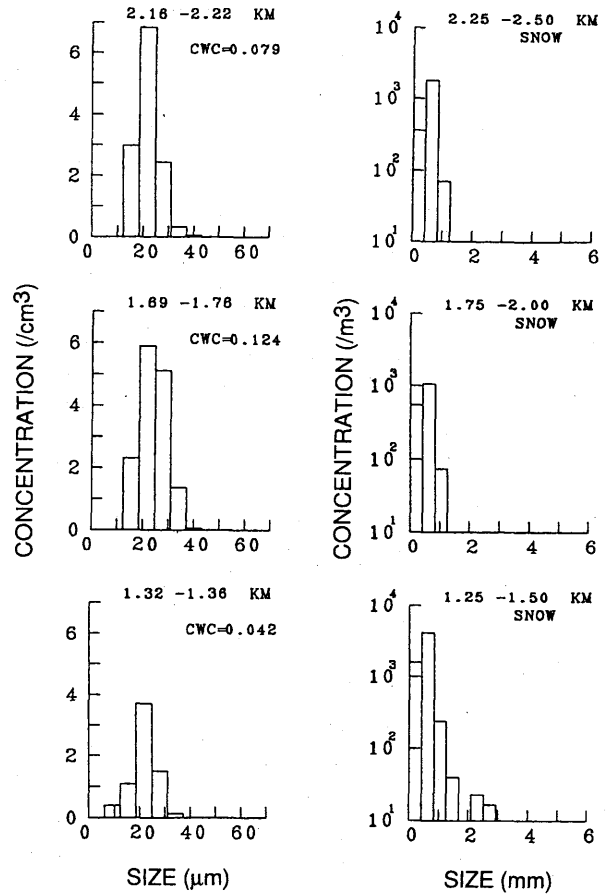 2.16 -2.22 KM
CWC=0.079
6
4
2
0
0 20 40 60
2.25 -2.50 KM
SNOW
10^4
10^3
10^2
10^1
0 2 4 6
CONCENTRATION (/cm^3)
1.69 -1.76 KM
CWC=0.124
6
4
2
0
0 20 40 60
CONCENTRATION (/m^3)
1.75 -2.00 KM
SNOW
10^4
10^3
10^2
10^1
0 2 4 6
1.32 -1.36 KM
CWC=0.042
6
4
2
0
0 20 40 60
SIZE (μm)
1.25 -1.50 KM
SNOW
10^4
10^3
10^2
10^1
0 2 4 6
SIZE (mm)